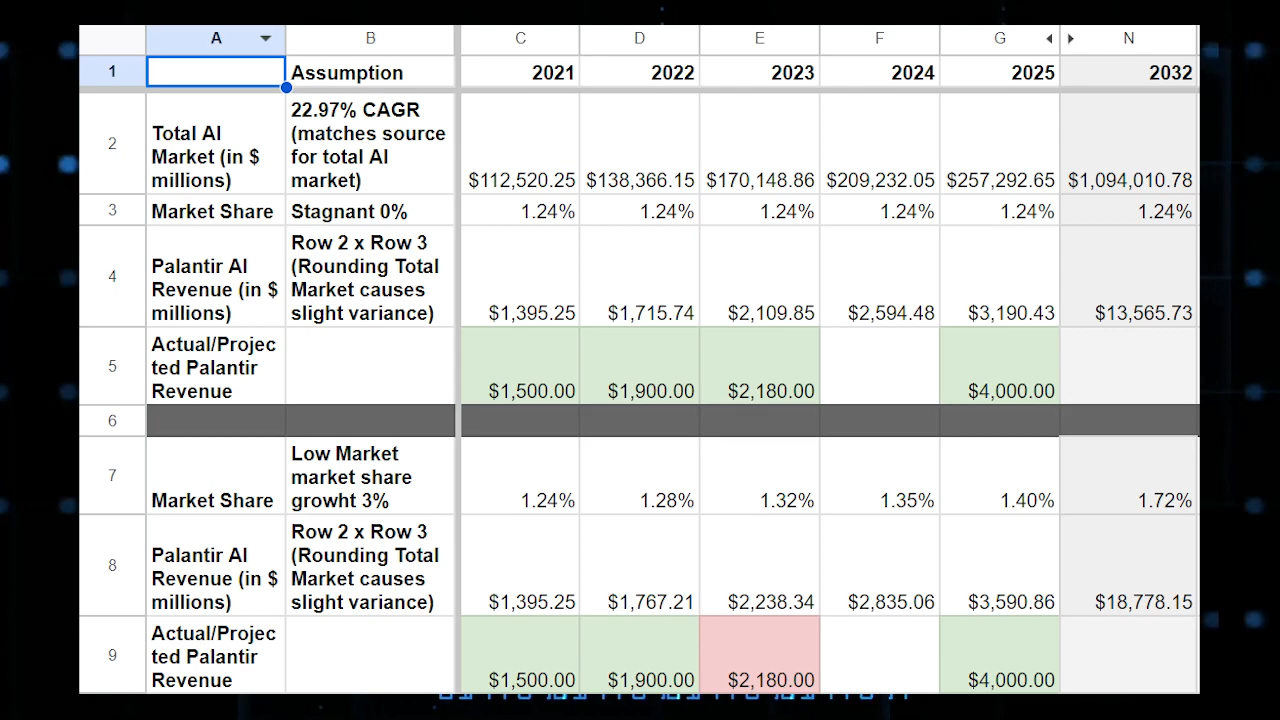 A B C D E F G N
1 Assumption 2021 2022 2023 2024 2025 2032
2
Total AI
Market (in $
millions)
22.97% CAGR
(matches source
for total AI
market)
$112,520.25 $138,366.15 $170,148.86 $209,232.05 $257,292.65 $1,094,010.78
3 Market Share Stagnant 0% 1.24% 1.24% 1.24% 1.24% 1.24% 1.24%
4
Palantir AI
Revenue (in $
millions)
Row 2 x Row 3
(Rounding Total
Market causes
slight variance)
$1,395.25 $1,715.74 $2,109.85 $2,594.48 $3,190.43 $13,565.73
5
Actual/Projec
ted Palantir
Revenue
$1,500.00 $1,900.00 $2,180.00 $4,000.00
6
7
Market Share
Low Market
market share
growht 3%
1.24% 1.28% 1.32% 1.35% 1.40% 1.72%
8
Palantir AI
Revenue (in $
millions)
Row 2 x Row 3
(Rounding Total
Market causes
slight variance)
$1,395.25 $1,767.21 $2,238.34 $2,835.06 $3,590.86 $18,778.15
9
Actual/Projec
ted Palantir
Revenue
$1,500.00 $1,900.00 $2,180.00 $4,000.00